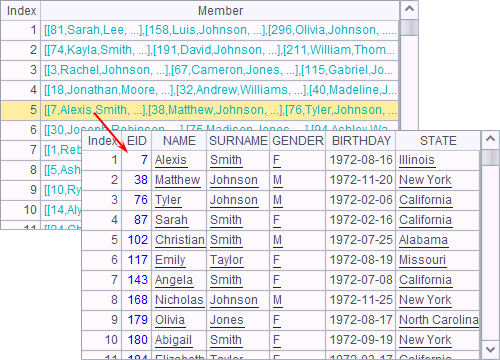 Index Member
1 [[81,Sarah,Lee, ...],[158,Luis,Johnson, ...],[296,Olivia,Johnson, ...
2 [[74,Kayla,Smith, ...],[191,David,Johnson, ...],[211,William,Thom...
3 [[3,Rachel,Johnson, ...],[67,Cameron,Jones, ...],[115,Gabriel,Jo...
4 [[18,Jonathan,Moore, ...],[32,Andrew,Williams, ...],[40,Madeline,J...
5 [[7,Alexis,Smith, ...],[38,Matthew,Johnson, ...],[76,Tyler,Johnson, ...
6 [[30,Joseph,Robinson, ...],[75,Madison,Jones, ...],[94,Ashley,Wa
7 [[1,Reb
8 [[5,Ash
9 [[10,Ry
10 [[14,Aly
11
Index EID NAME SURNAME GENDER BIRTHDAY STATE
1 7 Alexis Smith F 1972-08-16 Illinois
2 38 Matthew Johnson M 1972-11-20 New York
3 76 Tyler Johnson M 1972-02-06 California
4 87 Sarah Smith F 1972-02-16 California
5 102 Christian Smith M 1972-07-25 Alabama
6 117 Emily Taylor F 1972-08-19 Missouri
7 143 Angela Smith F 1972-07-08 California
8 168 Nicholas Johnson M 1972-11-25 New York
9 179 Olivia Jones F 1972-08-17 North Carolina
10 180 Abigail Smith F 1972-09-19 New York
11 184 Elizabeth Taylor F 1972-03-17 California